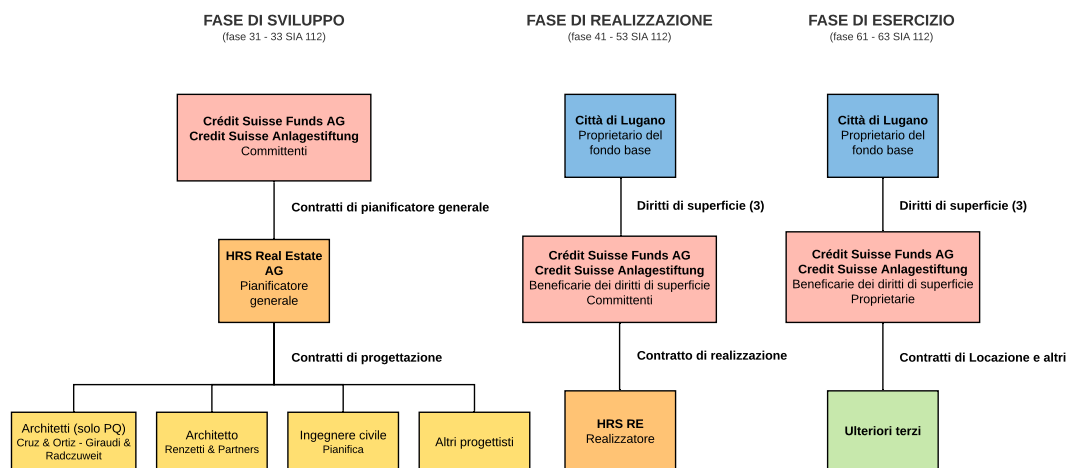 FASE DI SVILUPPO
(fase 31 - 33 SIA 112)
Crédit Suisse Funds AG
Credit Suisse Anlagestiftung
Committenti
Contratti di pianificatore generale
HRS Real Estate
AG
Pianificatore
generale
Contratti di progettazione
Architetti (solo PQ)
Cruz & Ortiz - Giraudi &
Radczuweit
Architetto
Renzetti & Partners
Ingegnere civile
Pianifica
Altri progettisti
FASE DI REALIZZAZIONE
(fase 41 - 53 SIA 112)
Città di Lugano
Proprietario del
fondo base
Diritti di superficie (3)
Crédit Suisse Funds AG
Credit Suisse Anlagestiftung
Beneficarie dei diritti di superficie
Committenti
Contratto di realizzazione
HRS RE
Realizzatore
FASE DI ESERCIZIO
(fase 61 - 63 SIA 112)
Città di Lugano
Proprietario del
fondo base
Diritti di superficie (3)
Crédit Suisse Funds AG
Credit Suisse Anlagestiftung
Beneficarie dei diritti di superficie
Proprietarie
Contratti di Locazione e altri
Ulteriori terzi